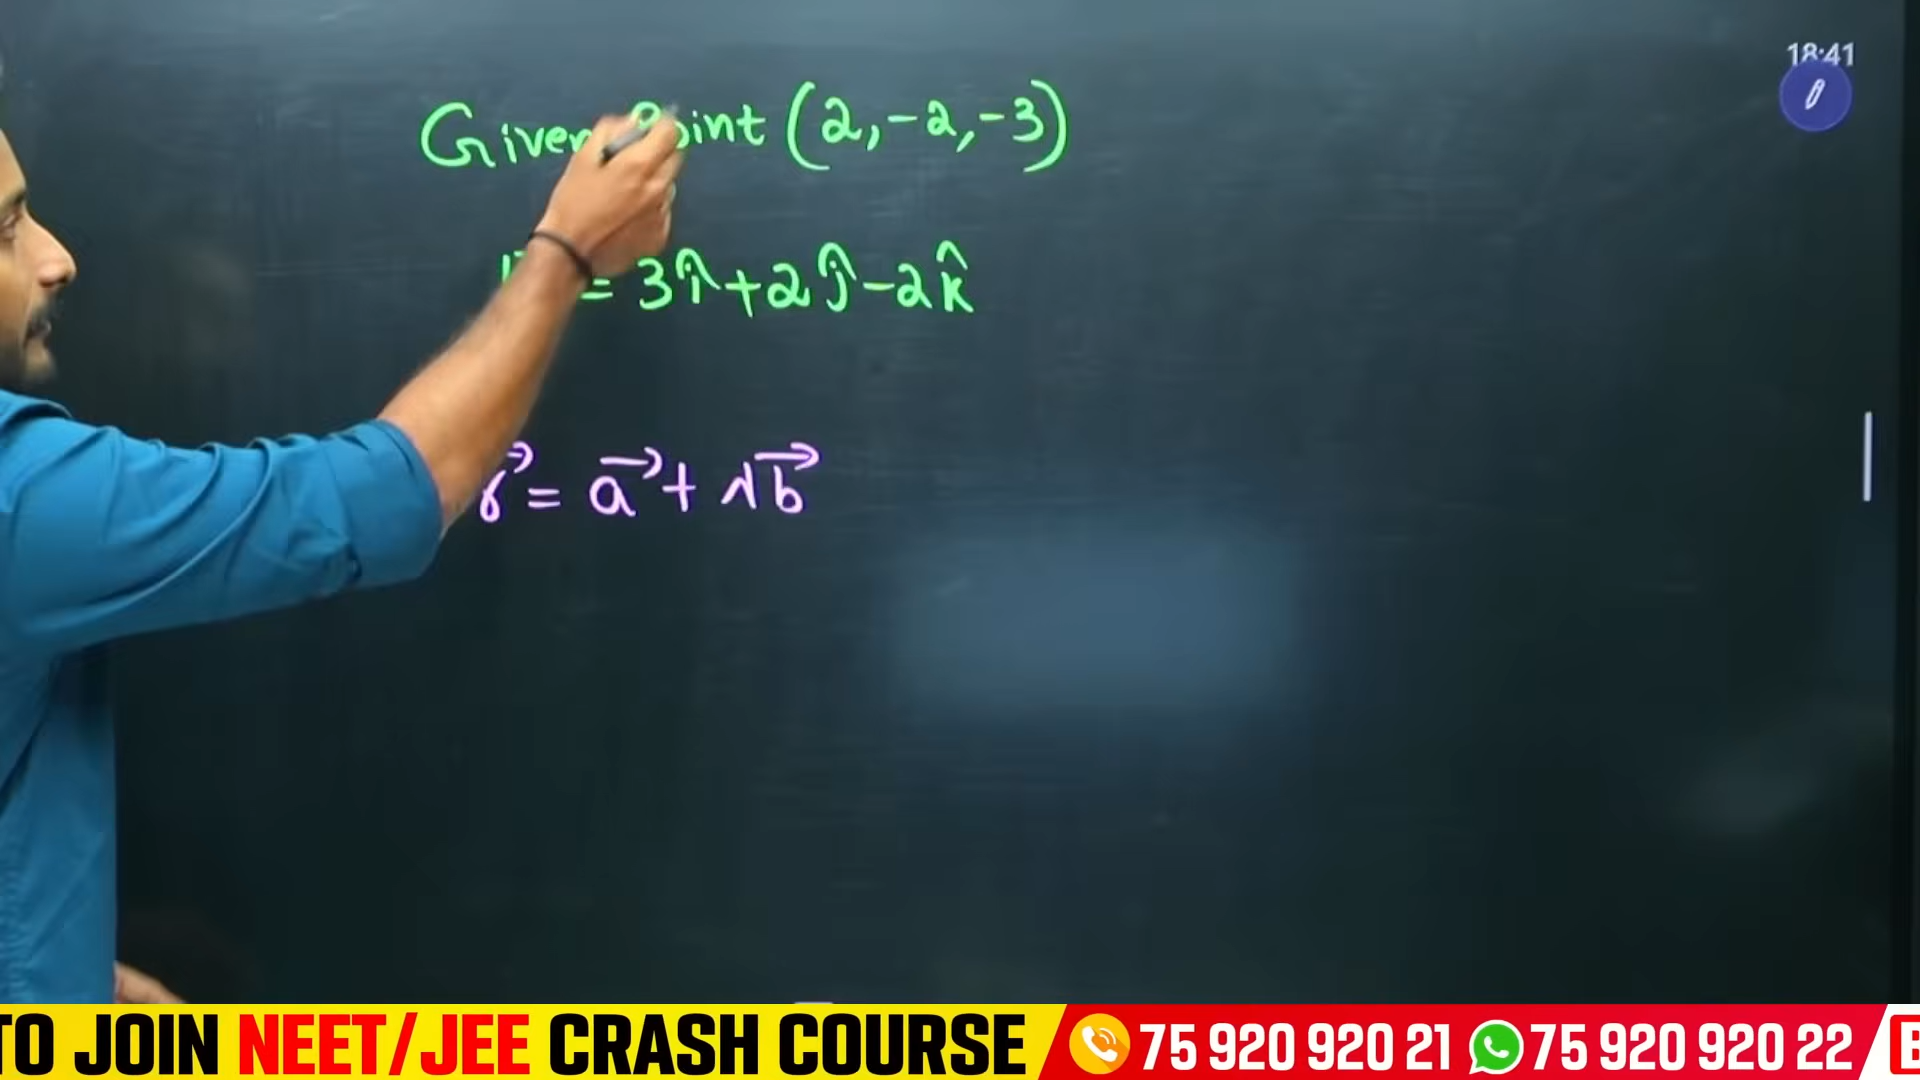 18:41
Given Point (2,-2,-3)
= 3î+2ĵ-2k̂
r⃗ = a⃗ + λb⃗
TO JOIN NEET/JEE CRASH COURSE 75 920 920 21 75 920 920 22